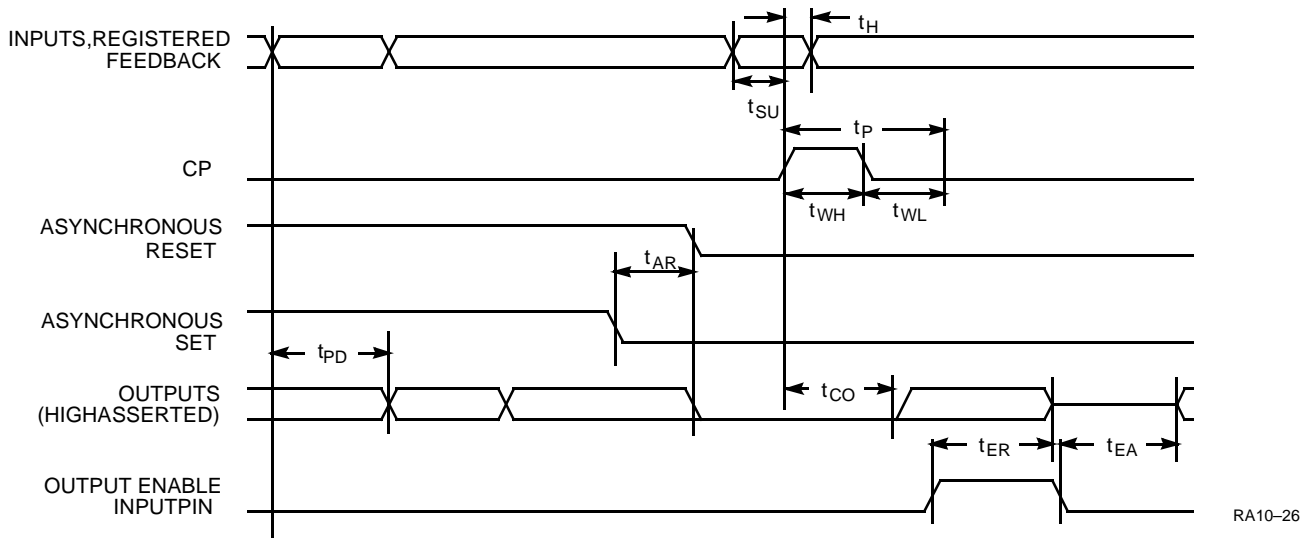 INPUTS,REGISTERED
FEEDBACK
tH
tSU
tP
CP
tWH
tWL
ASYNCHRONOUS
RESET
tAR
ASYNCHRONOUS
SET
tPD
OUTPUTS
(HIGHASSERTED)
tCO
tER
tEA
OUTPUT ENABLE
INPUTPIN
RA10–26